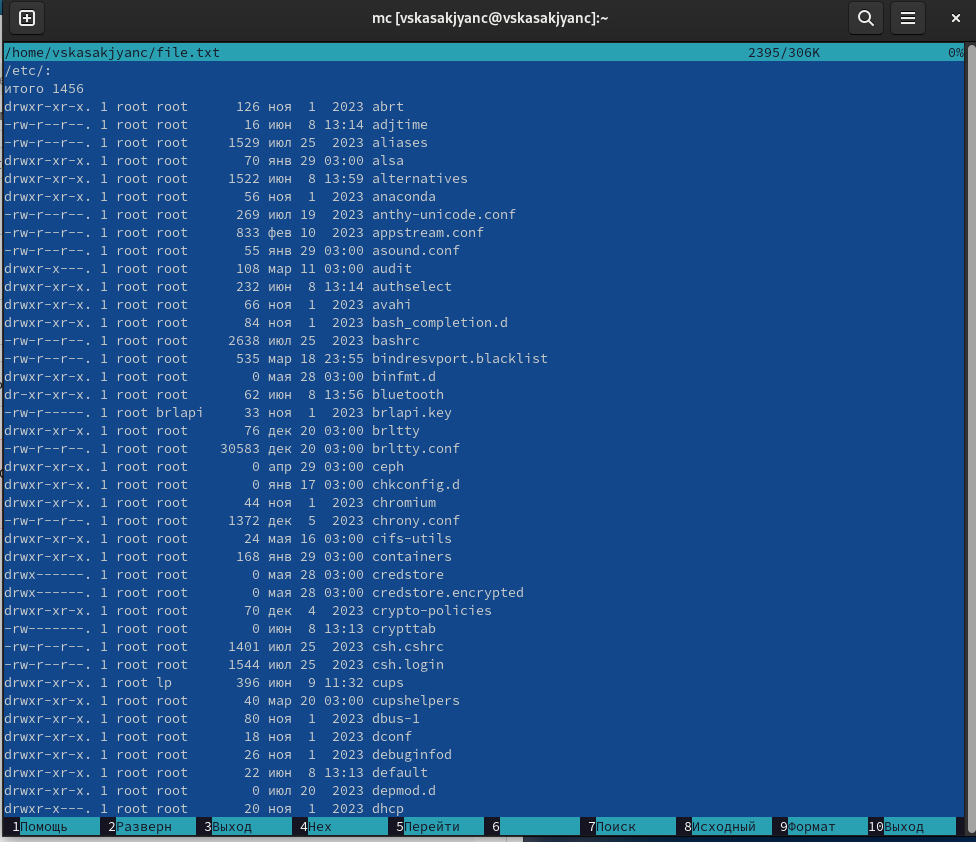 mc [vskasakjyanc@vskasakjyanc]:~
/home/vskasakjyanc/file.txt 2395/306K 0%
/etc/:
итого 1456
drwxr-xr-x. 1 root root 126 ноя 1 2023 abrt
-rw-r--r--. 1 root root 16 июн 8 13:14 adjtime
-rw-r--r--. 1 root root 1529 июл 25 2023 aliases
drwxr-xr-x. 1 root root 70 янв 29 03:00 alsa
drwxr-xr-x. 1 root root 1522 июн 8 13:59 alternatives
drwxr-xr-x. 1 root root 56 ноя 1 2023 anaconda
-rw-r--r--. 1 root root 269 июл 19 2023 anthy-unicode.conf
-rw-r--r--. 1 root root 833 фев 10 2023 appstream.conf
-rw-r--r--. 1 root root 55 янв 29 03:00 asound.conf
drwxr-x---. 1 root root 108 мар 11 03:00 audit
drwxr-xr-x. 1 root root 232 июн 8 13:14 authselect
drwxr-xr-x. 1 root root 66 ноя 1 2023 avahi
drwxr-xr-x. 1 root root 84 ноя 1 2023 bash_completion.d
-rw-r--r--. 1 root root 2638 июл 25 2023 bashrc
-rw-r--r--. 1 root root 535 мар 18 23:55 bindresvport.blacklist
drwxr-xr-x. 1 root root 0 мая 28 03:00 binfmt.d
dr-xr-xr-x. 1 root root 62 июн 8 13:56 bluetooth
-rw-r-----. 1 root brlapi 33 ноя 1 2023 brlapi.key
drwxr-xr-x. 1 root root 76 дек 20 03:00 brltty
-rw-r--r--. 1 root root 30583 дек 20 03:00 brltty.conf
drwxr-xr-x. 1 root root 0 апр 29 03:00 ceph
drwxr-xr-x. 1 root root 0 янв 17 03:00 chkconfig.d
drwxr-xr-x. 1 root root 44 ноя 1 2023 chromium
-rw-r--r--. 1 root root 1372 дек 5 2023 chrony.conf
drwxr-xr-x. 1 root root 24 мая 16 03:00 cifs-utils
drwxr-xr-x. 1 root root 168 янв 29 03:00 containers
drwx------. 1 root root 0 мая 28 03:00 credstore
drwx------. 1 root root 0 мая 28 03:00 credstore.encrypted
drwxr-xr-x. 1 root root 70 дек 4 2023 crypto-policies
-rw-------. 1 root root 0 июн 8 13:13 crypttab
-rw-r--r--. 1 root root 1401 июл 25 2023 csh.cshrc
-rw-r--r--. 1 root root 1544 июл 25 2023 csh.login
drwxr-xr-x. 1 root lp 396 июн 9 11:32 cups
drwxr-xr-x. 1 root root 40 мар 20 03:00 cupshelpers
drwxr-xr-x. 1 root root 80 ноя 1 2023 dbus-1
drwxr-xr-x. 1 root root 18 ноя 1 2023 dconf
drwxr-xr-x. 1 root root 26 ноя 1 2023 debuginfod
drwxr-xr-x. 1 root root 22 июн 8 13:13 default
drwxr-xr-x. 1 root root 0 июл 20 2023 depmod.d
drwxr-x---. 1 root root 20 ноя 1 2023 dhcp
1Помощь 2Разверн 3Выход 4Hex 5Перейти 6 7Поиск 8Исходный 9Формат 10Выход